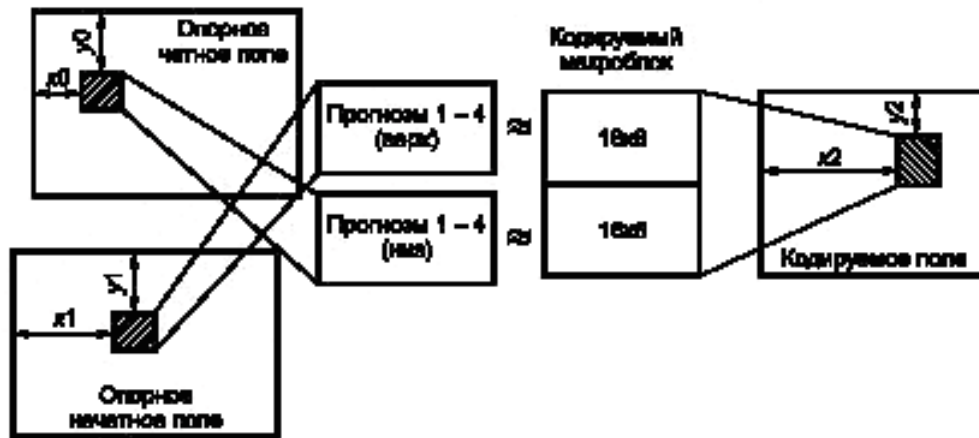 Опорное
четное поле
y0
x0
Кодируемый
макроблок
Прогнозы 1 – 4
(верх)
≈
16x8
y2
x2
Прогнозы 1 – 4
(низ)
≈
16x8
Кодируемое поле
y1
x1
Опорное
нечетное поле